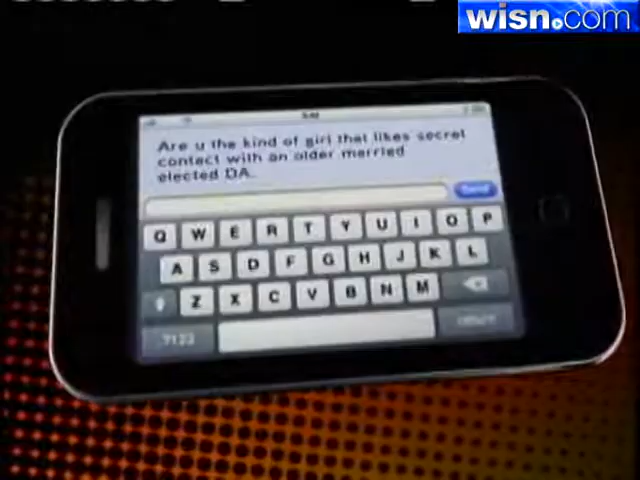 wisn.com
Are u the kind of girl that likes secret
contact with an older married
elected DA.
Send
Q W E R T Y U I O P
A S D F G H J K L
Z X C V B N M
?123
return